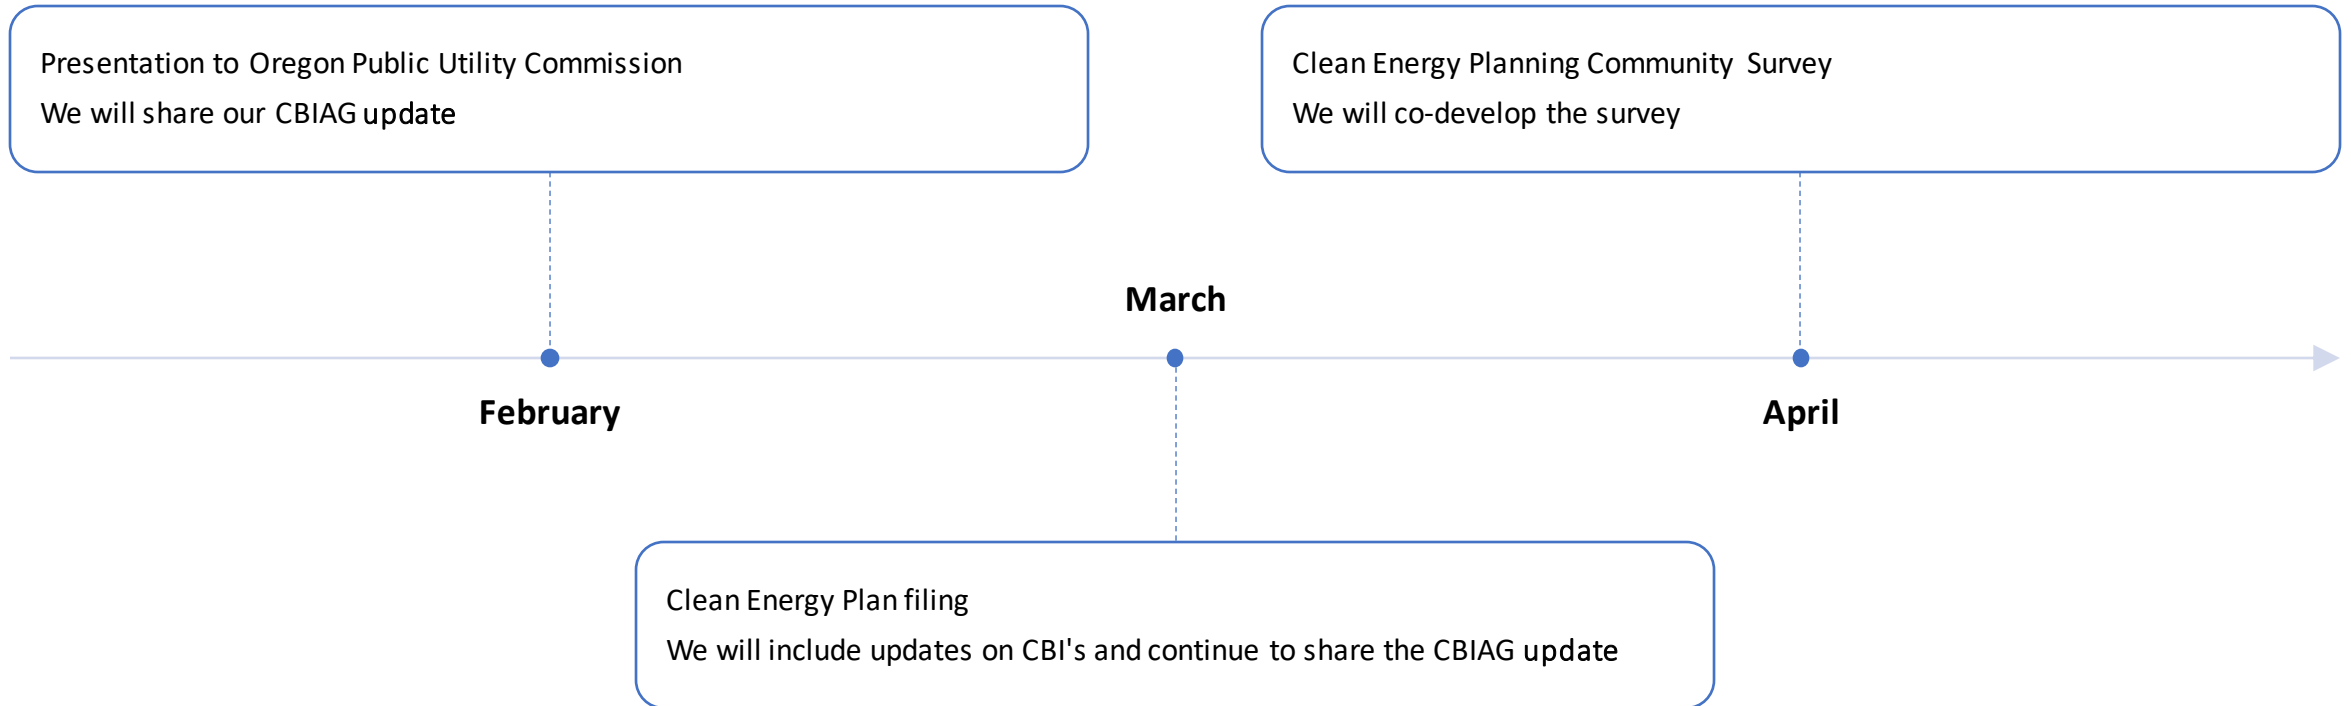 Presentation to Oregon Public Utility Commission
We will share our CBIAG update
Clean Energy Planning Community Survey
We will co-develop the survey
March
February
April
Clean Energy Plan filing
We will include updates on CBI's and continue to share the CBIAG update